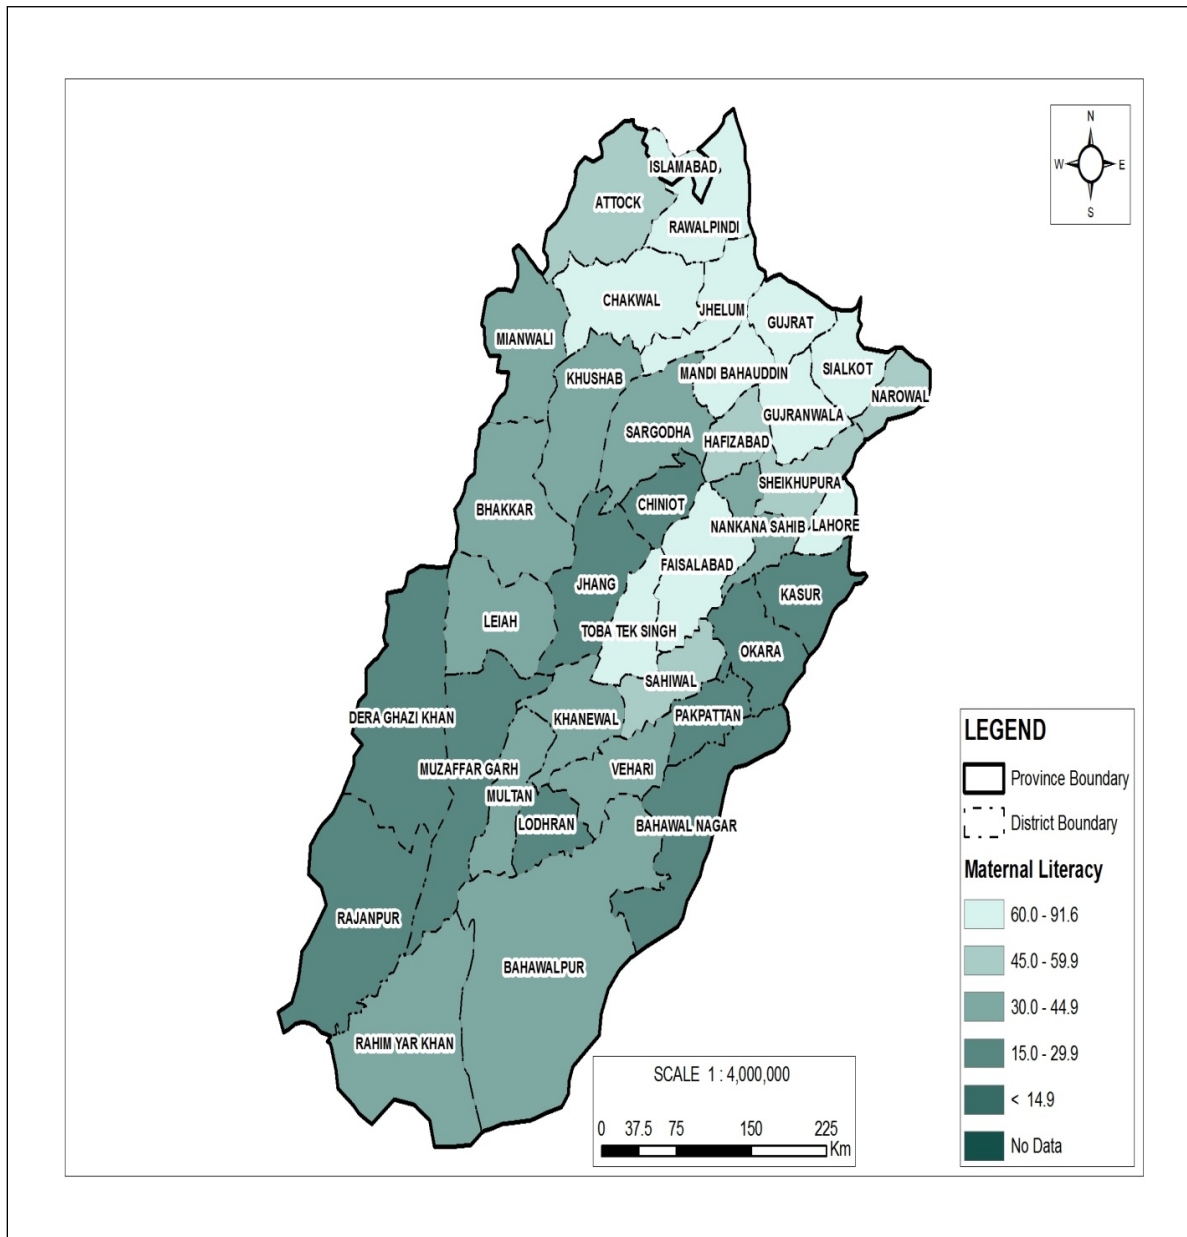 N
W
E
S
ISLAMABAD
ATTOCK
RAWALPINDI
CHAKWAL
JHELUM
GUJRAT
MIANWALI
KHUSHAB
MANDI BAHAUDDIN
SIALKOT
NAROWAL
GUJRANWALA
SARGODHA
HAFIZABAD
SHEIKHUPURA
BHAKKAR
CHINIOT
NANKANA SAHIB
LAHORE
FAISALABAD
JHANG
KASUR
LEIAH
TOBA TEK SINGH
OKARA
SAHIWAL
DERA GHAZI KHAN
KHANEWAL
PAKPATTAN
MUZAFFAR GARH
VEHARI
MULTAN
LODHRAN
BAHAWAL NAGAR
RAJANPUR
BAHAWALPUR
RAHIM YAR KHAN
LEGEND
Province Boundary
District Boundary
Maternal Literacy
60.0 - 91.6
45.0 - 59.9
30.0 - 44.9
15.0 - 29.9
< 14.9
No Data
SCALE 1 : 4,000,000
0 37.5 75 150 225
Km